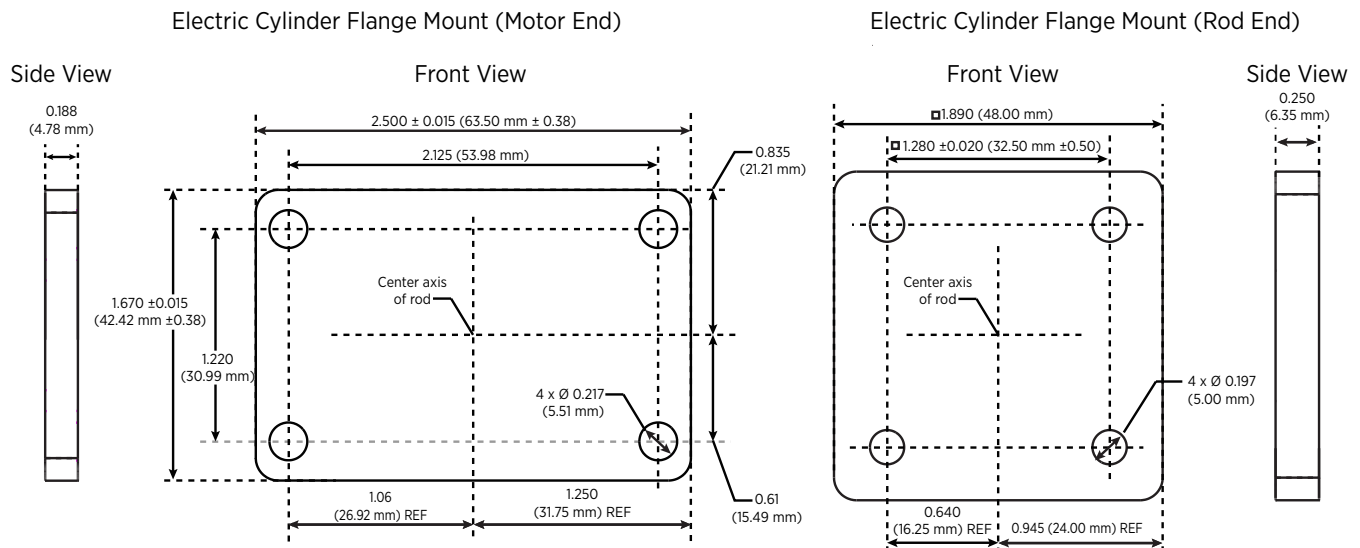 Electric Cylinder Flange Mount (Motor End)
Side View
Front View
0.188
(4.78 mm)
2.500 ± 0.015 (63.50 mm ± 0.38)
2.125 (53.98 mm)
0.835
(21.21 mm)
1.670 ±0.015
(42.42 mm ±0.38)
1.220
(30.99 mm)
Center axis
of rod
4 x Ø 0.217
(5.51 mm)
1.06
(26.92 mm) REF
1.250
(31.75 mm) REF
0.61
(15.49 mm)
Electric Cylinder Flange Mount (Rod End)
Front View
Side View
□1.890 (48.00 mm)
□1.280 ±0.020 (32.50 mm ±0.50)
0.250
(6.35 mm)
Center axis
of rod
4 x Ø 0.197
(5.00 mm)
0.640
(16.25 mm) REF
0.945 (24.00 mm) REF